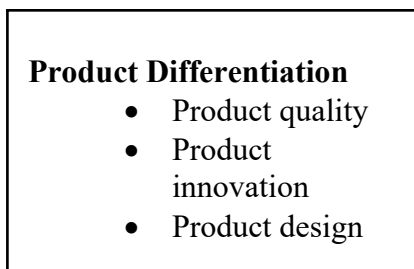 Product Differentiation
• Product quality
• Product
innovation
• Product design